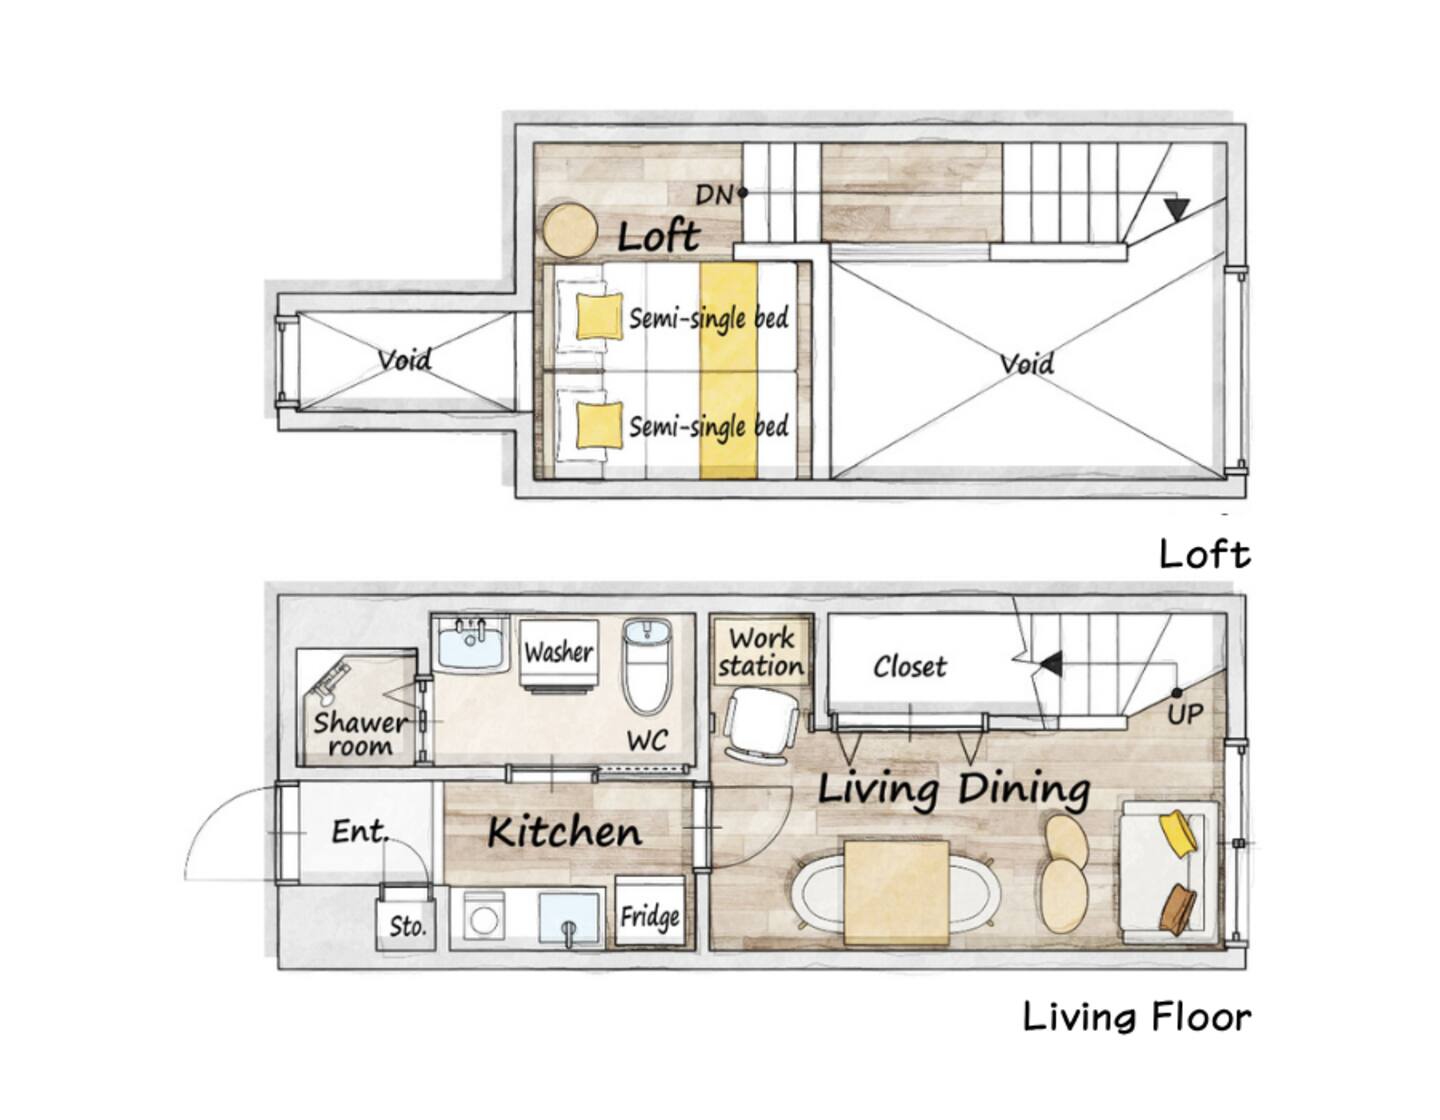 DN
Loft
Semi-single bed
Void
Void
Semi-single bed
Loft
Work
station
Washer
Closet
Shawer
room
WC
UP
Living Dining
Ent.
Kitchen
Sto.
Fridge
Living Floor